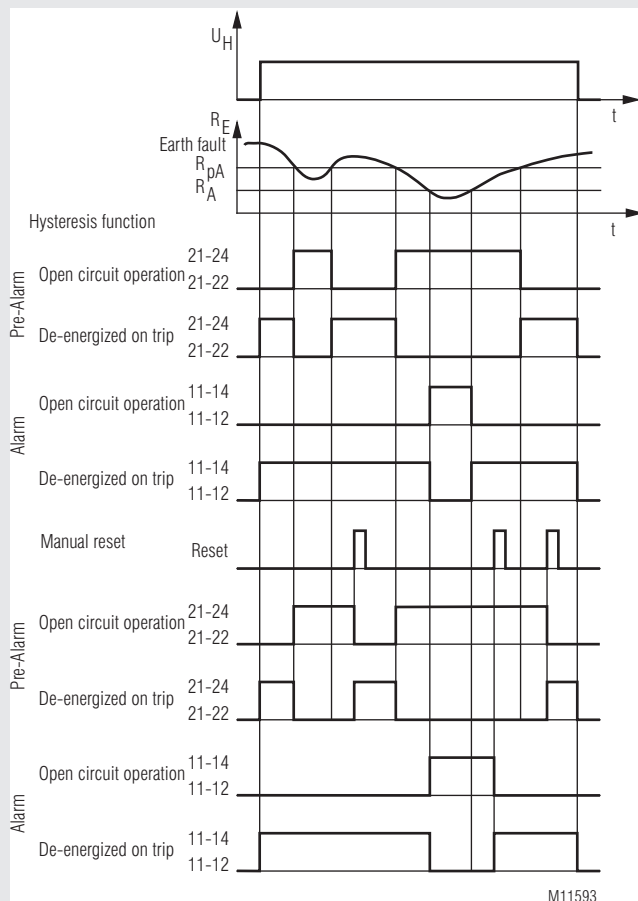 U_H
t
R_E
Earth fault
R_pA
R_A
t
Hysteresis function
Pre-Alarm
Open circuit operation 21-24
21-22
De-energized on trip 21-24
21-22
Alarm
Open circuit operation 11-14
11-12
De-energized on trip 11-14
11-12
Manual reset Reset
Pre-Alarm
Open circuit operation 21-24
21-22
De-energized on trip 21-24
21-22
Alarm
Open circuit operation 11-14
11-12
De-energized on trip 11-14
11-12
M11593